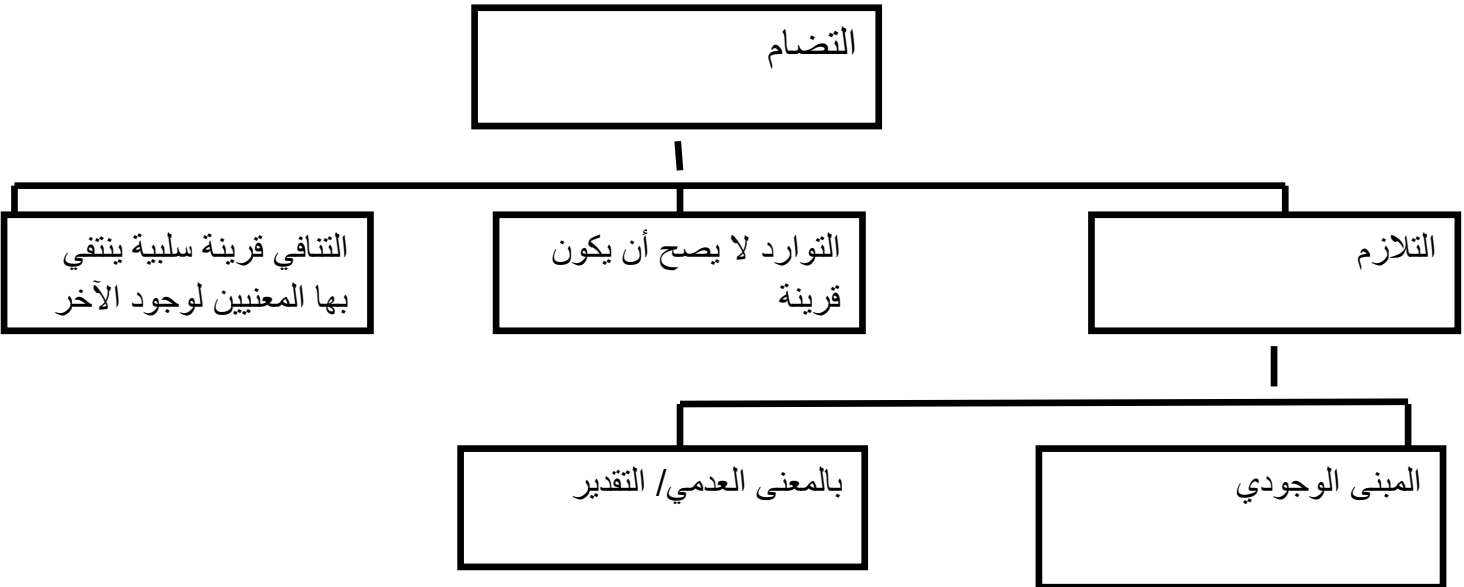 التضام
التلازم
التوارد لا يصح أن يكون
قرينة
التنافي قرينة سلبية ينتفي
بها المعنيين لوجود الآخر
المبنى الوجودي
بالمعنى العدمي/ التقدير